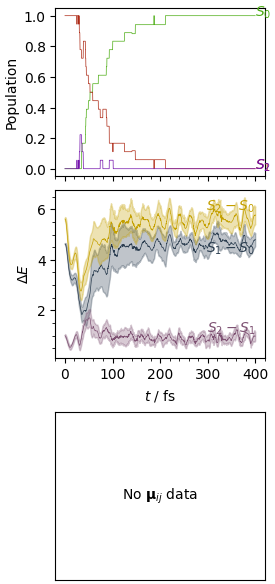 S₀
1.0
0.8
0.6
0.4
0.2
0.0
Population
S₂
6
4
2
ΔE
S₂ − S₀
S₁ − S₀
S₂ − S₁
0 100 200 300 400
t / fs
No μᵢⱼ data